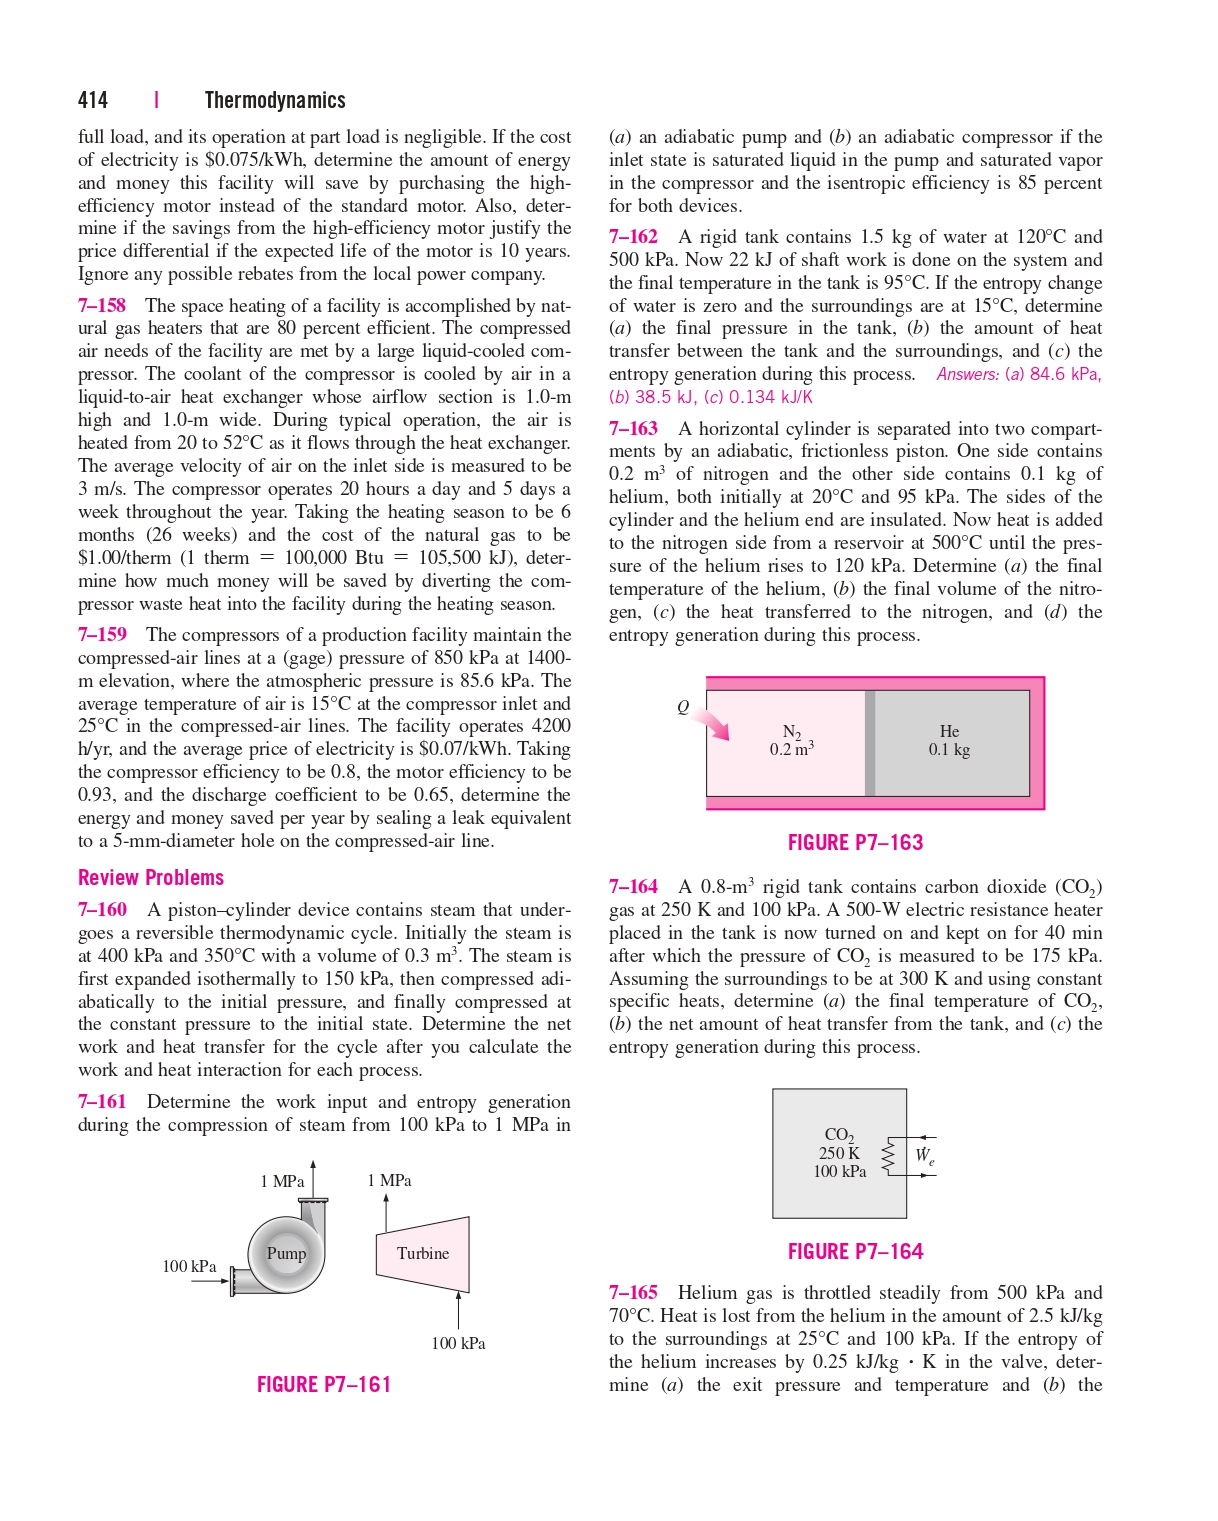 414 | Thermodynamics
full load, and its operation at part load is negligible. If the cost
of electricity is $0.075/kWh, determine the amount of energy
and money this facility will save by purchasing the high-
efficiency motor instead of the standard motor. Also, deter-
mine if the savings from the high-efficiency motor justify the
price differential if the expected life of the motor is 10 years.
Ignore any possible rebates from the local power company.
7–158 The space heating of a facility is accomplished by nat-
ural gas heaters that are 80 percent efficient. The compressed
air needs of the facility are met by a large liquid-cooled com-
pressor. The coolant of the compressor is cooled by air in a
liquid-to-air heat exchanger whose airflow section is 1.0-m
high and 1.0-m wide. During typical operation, the air is
heated from 20 to 52°C as it flows through the heat exchanger.
The average velocity of air on the inlet side is measured to be
3 m/s. The compressor operates 20 hours a day and 5 days a
week throughout the year. Taking the heating season to be 6
months (26 weeks) and the cost of the natural gas to be
$1.00/therm (1 therm = 100,000 Btu = 105,500 kJ), deter-
mine how much money will be saved by diverting the com-
pressor waste heat into the facility during the heating season.
7–159 The compressors of a production facility maintain the
compressed-air lines at a (gage) pressure of 850 kPa at 1400-
m elevation, where the atmospheric pressure is 85.6 kPa. The
average temperature of air is 15°C at the compressor inlet and
25°C in the compressed-air lines. The facility operates 4200
h/yr, and the average price of electricity is $0.07/kWh. Taking
the compressor efficiency to be 0.8, the motor efficiency to be
0.93, and the discharge coefficient to be 0.65, determine the
energy and money saved per year by sealing a leak equivalent
to a 5-mm-diameter hole on the compressed-air line.
Review Problems
7–160 A piston–cylinder device contains steam that under-
goes a reversible thermodynamic cycle. Initially the steam is
at 400 kPa and 350°C with a volume of 0.3 m³. The steam is
first expanded isothermally to 150 kPa, then compressed adi-
abatically to the initial pressure, and finally compressed at
the constant pressure to the initial state. Determine the net
work and heat transfer for the cycle after you calculate the
work and heat interaction for each process.
7–161 Determine the work input and entropy generation
during the compression of steam from 100 kPa to 1 MPa in
1 MPa
1 MPa
Pump
Turbine
100 kPa
100 kPa
FIGURE P7–161
(a) an adiabatic pump and (b) an adiabatic compressor if the
inlet state is saturated liquid in the pump and saturated vapor
in the compressor and the isentropic efficiency is 85 percent
for both devices.
7–162 A rigid tank contains 1.5 kg of water at 120°C and
500 kPa. Now 22 kJ of shaft work is done on the system and
the final temperature in the tank is 95°C. If the entropy change
of water is zero and the surroundings are at 15°C, determine
(a) the final pressure in the tank, (b) the amount of heat
transfer between the tank and the surroundings, and (c) the
entropy generation during this process. Answers: (a) 84.6 kPa,
(b) 38.5 kJ, (c) 0.134 kJ/K
7–163 A horizontal cylinder is separated into two compart-
ments by an adiabatic, frictionless piston. One side contains
0.2 m³ of nitrogen and the other side contains 0.1 kg of
helium, both initially at 20°C and 95 kPa. The sides of the
cylinder and the helium end are insulated. Now heat is added
to the nitrogen side from a reservoir at 500°C until the pres-
sure of the helium rises to 120 kPa. Determine (a) the final
temperature of the helium, (b) the final volume of the nitro-
gen, (c) the heat transferred to the nitrogen, and (d) the
entropy generation during this process.
Q
N₂
0.2 m³
He
0.1 kg
FIGURE P7–163
7–164 A 0.8-m³ rigid tank contains carbon dioxide (CO₂)
gas at 250 K and 100 kPa. A 500-W electric resistance heater
placed in the tank is now turned on and kept on for 40 min
after which the pressure of CO₂ is measured to be 175 kPa.
Assuming the surroundings to be at 300 K and using constant
specific heats, determine (a) the final temperature of CO₂,
(b) the net amount of heat transfer from the tank, and (c) the
entropy generation during this process.
CO₂
250 K
100 kPa
Ẇe
FIGURE P7–164
7–165 Helium gas is throttled steadily from 500 kPa and
70°C. Heat is lost from the helium in the amount of 2.5 kJ/kg
to the surroundings at 25°C and 100 kPa. If the entropy of
the helium increases by 0.25 kJ/kg · K in the valve, deter-
mine (a) the exit pressure and temperature and (b) the